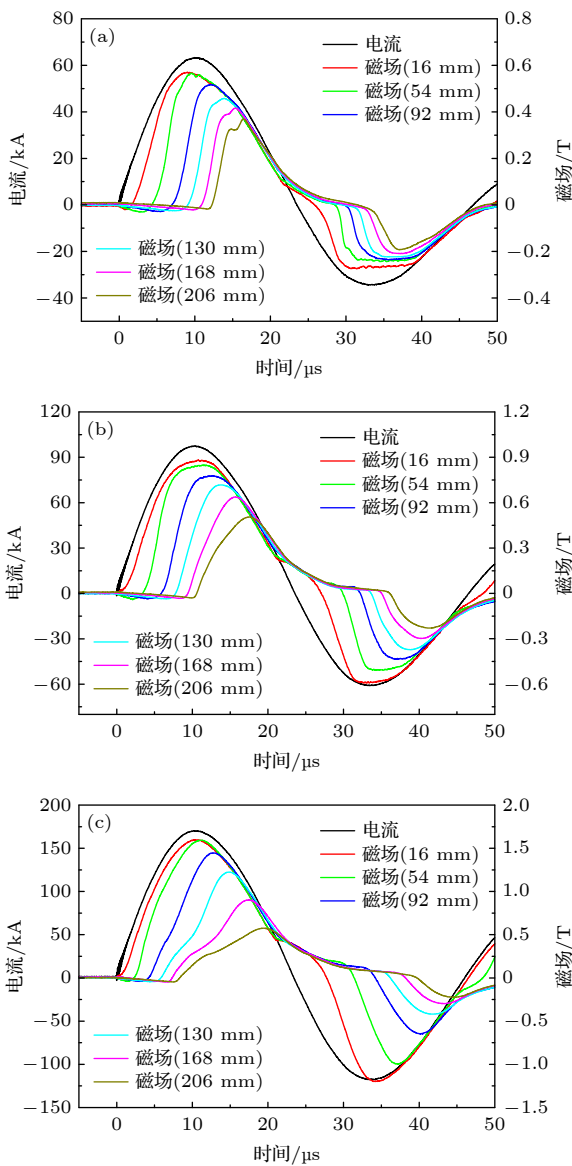 (a)
电流
磁场(16 mm)
磁场(54 mm)
磁场(92 mm)
磁场(130 mm)
磁场(168 mm)
磁场(206 mm)
80
60
40
20
0
−20
−40
电流/kA
0.8
0.6
0.4
0.2
0
−0.2
−0.4
磁场/T
0 10 20 30 40 50
时间/µs
(b)
电流
磁场(16 mm)
磁场(54 mm)
磁场(92 mm)
磁场(130 mm)
磁场(168 mm)
磁场(206 mm)
120
90
60
30
0
−30
−60
电流/kA
1.2
0.9
0.6
0.3
0
−0.3
−0.6
磁场/T
0 10 20 30 40 50
时间/µs
(c)
电流
磁场(16 mm)
磁场(54 mm)
磁场(92 mm)
磁场(130 mm)
磁场(168 mm)
磁场(206 mm)
200
150
100
50
0
−50
−100
−150
电流/kA
2.0
1.5
1.0
0.5
0
−0.5
−1.0
−1.5
磁场/T
0 10 20 30 40 50
时间/µs